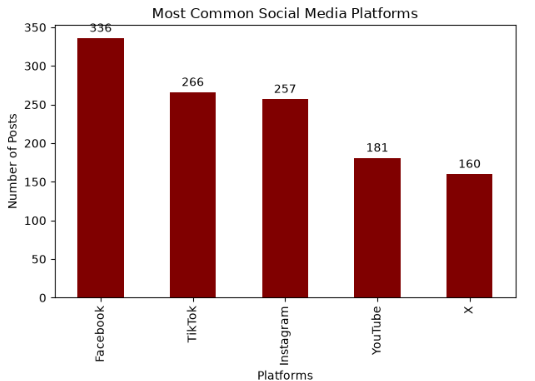 Most Common Social Media Platforms
Number of Posts
350
300
250
200
150
100
50
0
336
266
257
181
160
Facebook
TikTok
Instagram
YouTube
X
Platforms